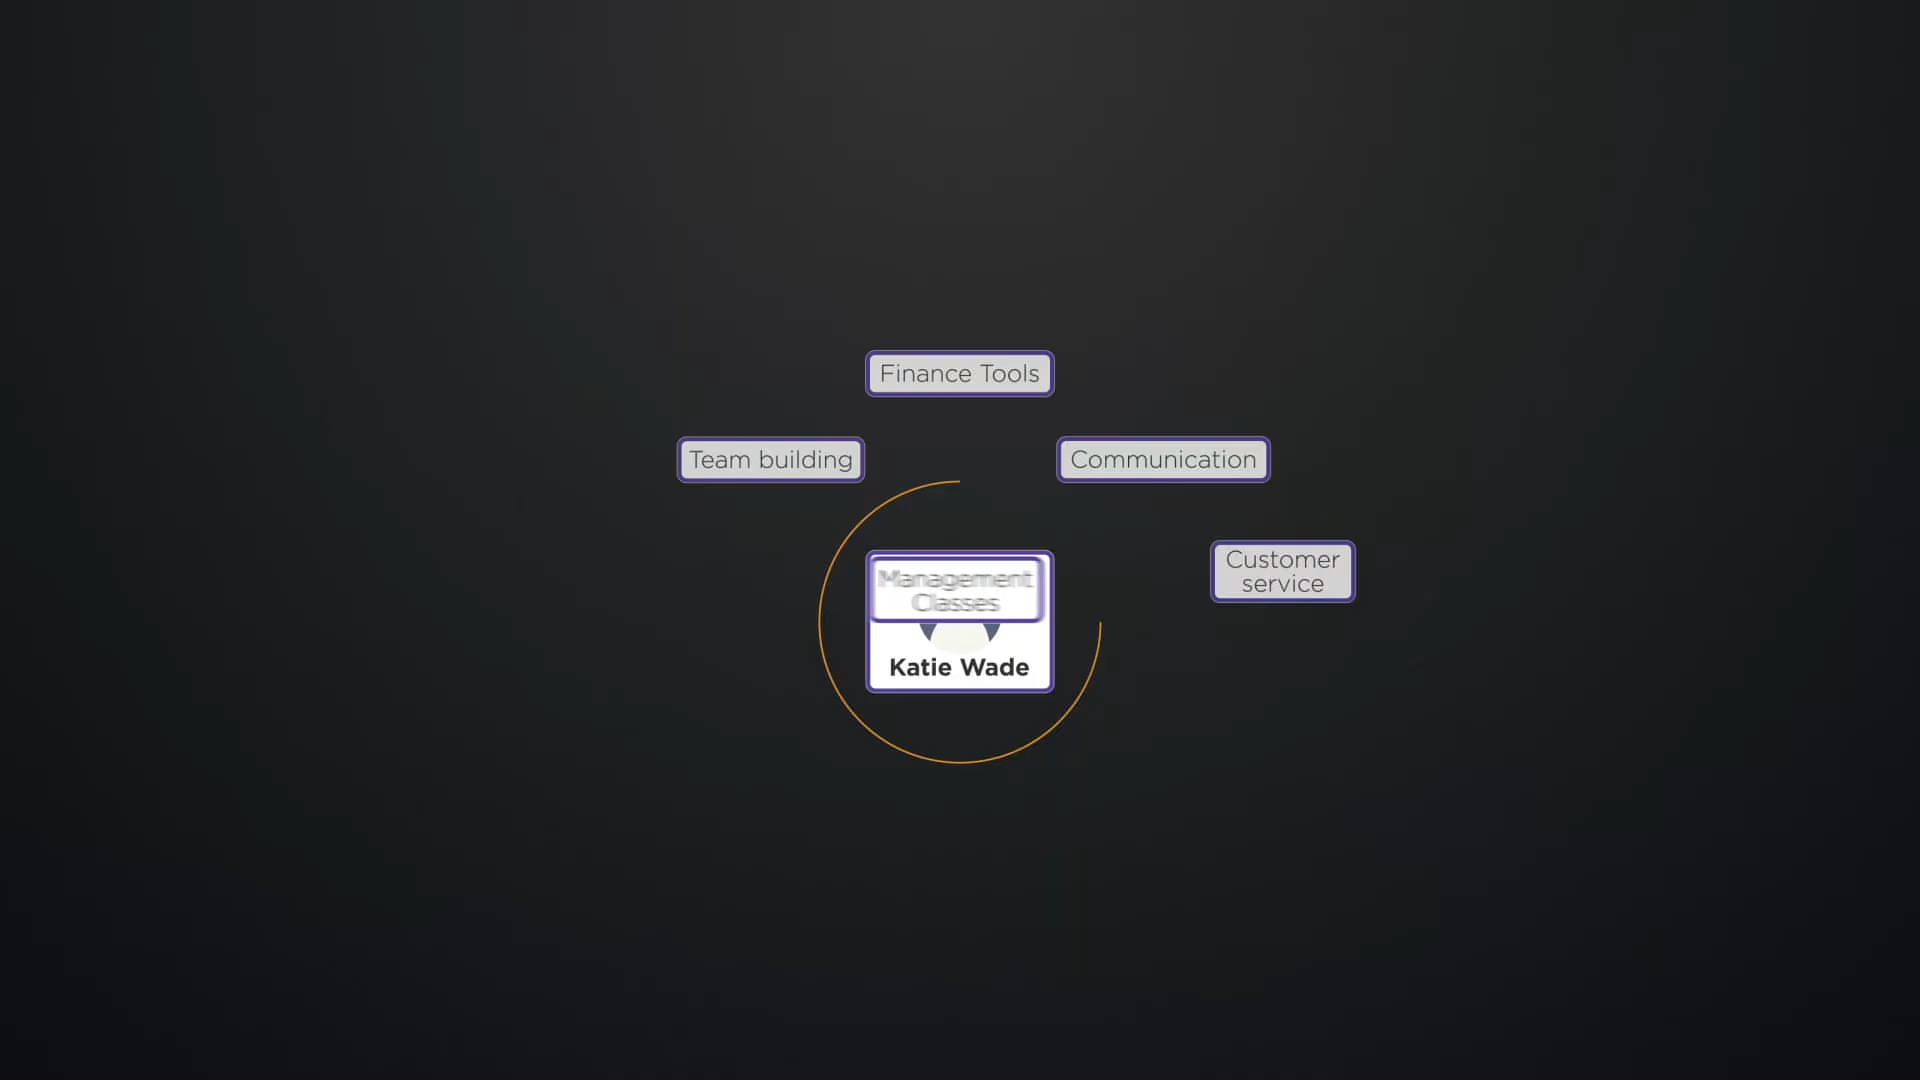 Finance Tools
Team building
Communication
Customer
service
Management
Classes
Katie Wade